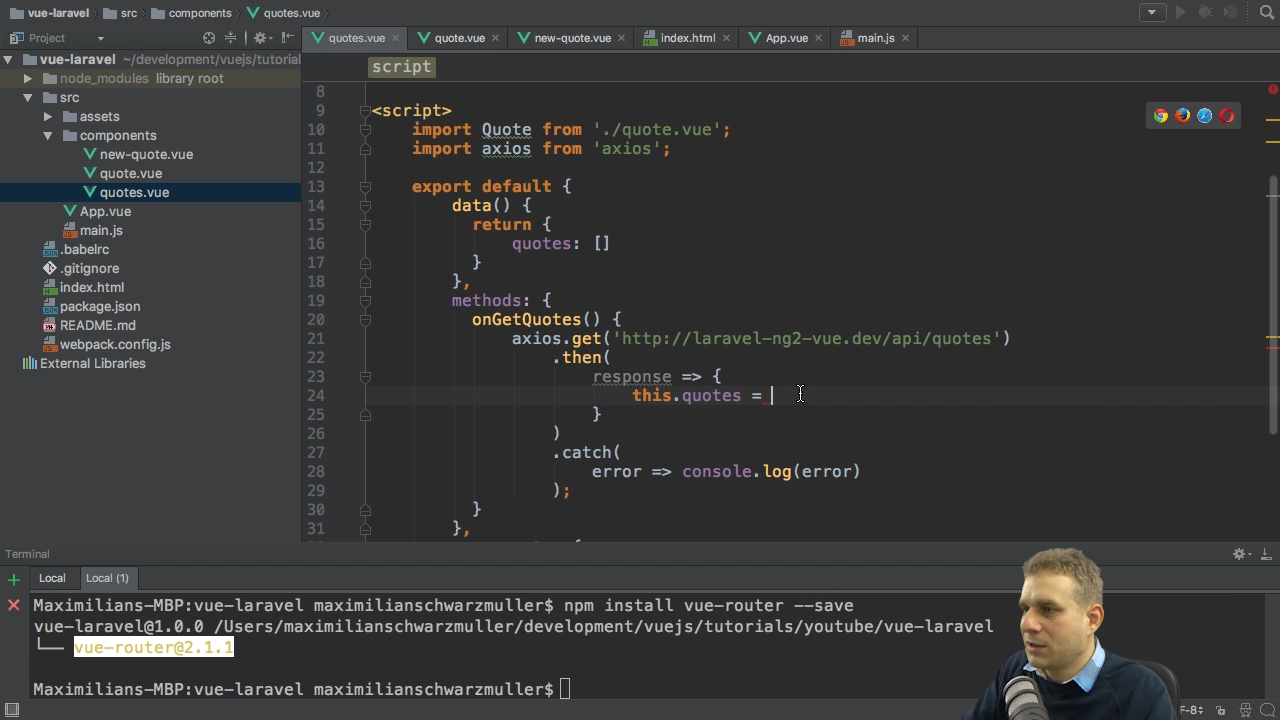 vue-laravel src components quotes.vue
Project
quotes.vue quote.vue new-quote.vue index.html App.vue main.js
vue-laravel ~/development/vuejs/tutorial
node_modules library root
src
assets
components
new-quote.vue
quote.vue
quotes.vue
App.vue
main.js
.babelrc
.gitignore
index.html
package.json
README.md
webpack.config.js
External Libraries
script
8
9 <script>
10 import Quote from './quote.vue';
11 import axios from 'axios';
12
13 export default {
14 data() {
15 return {
16 quotes: []
17 }
18 },
19 methods: {
20 onGetQuotes() {
21 axios.get('http://laravel-ng2-vue.dev/api/quotes')
22 .then(
23 response => {
24 this.quotes =
25 }
26 )
27 .catch(
28 error => console.log(error)
29 );
30 }
31 },
Terminal
Local Local (1)
Maximilians-MBP:vue-laravel maximilianschwarzmuller$ npm install vue-router --save
vue-laravel@1.0.0 /Users/maximilianschwarzmuller/development/vuejs/tutorials/youtube/vue-laravel
└── vue-router@2.1.1
Maximilians-MBP:vue-laravel maximilianschwarzmuller$
F-8